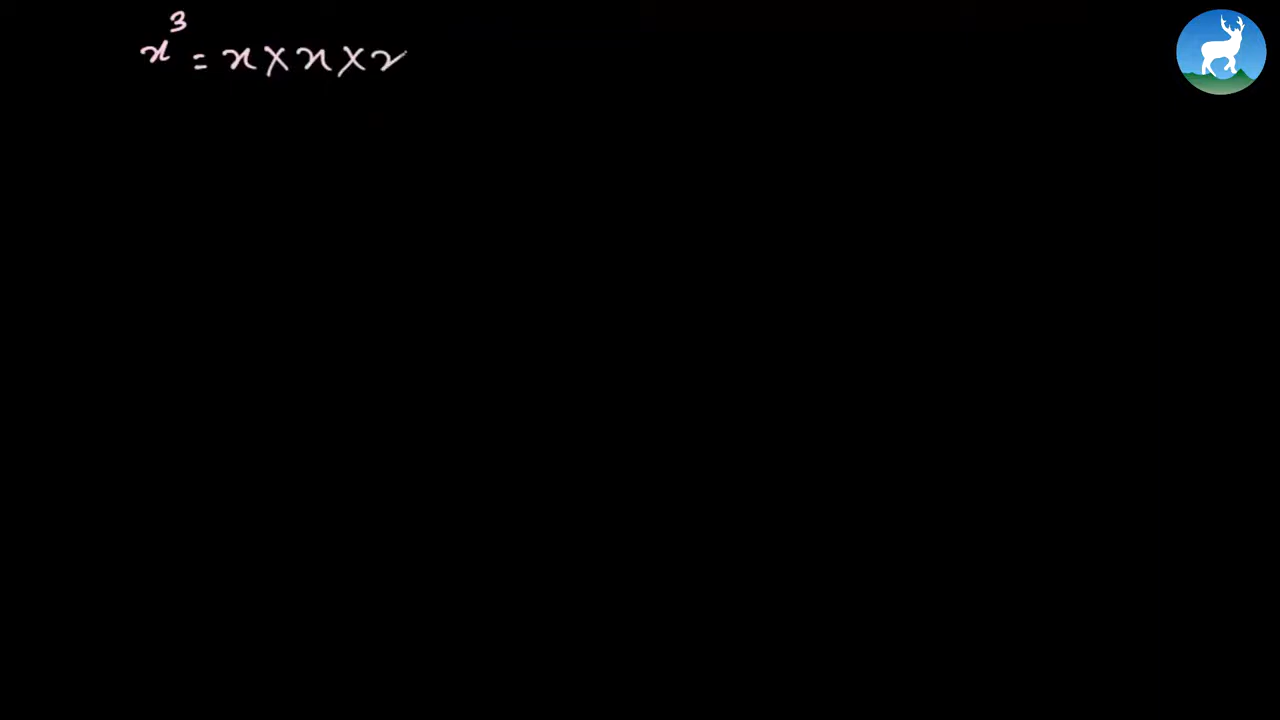 x³ = x × x × x